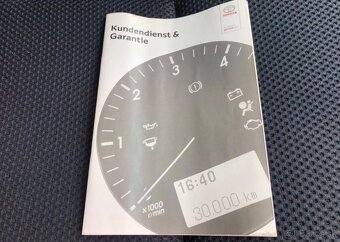 Kundendienst &
Garantie
1
2
3
4
x1000
r/min
16:40
30.000 km